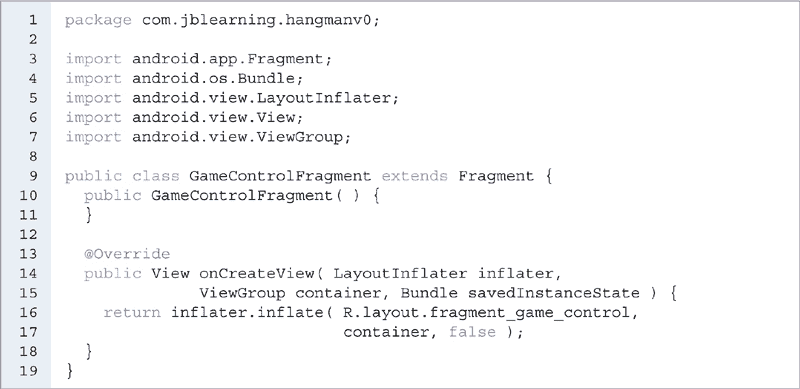 1 package com.jblearning.hangmanv0;
2
3 import android.app.Fragment;
4 import android.os.Bundle;
5 import android.view.LayoutInflater;
6 import android.view.View;
7 import android.view.ViewGroup;
8
9 public class GameControlFragment extends Fragment {
10   public GameControlFragment( ) {
11   }
12
13   @Override
14   public View onCreateView( LayoutInflater inflater,
15               ViewGroup container, Bundle savedInstanceState ) {
16     return inflater.inflate( R.layout.fragment_game_control,
17                              container, false );
18   }
19 }